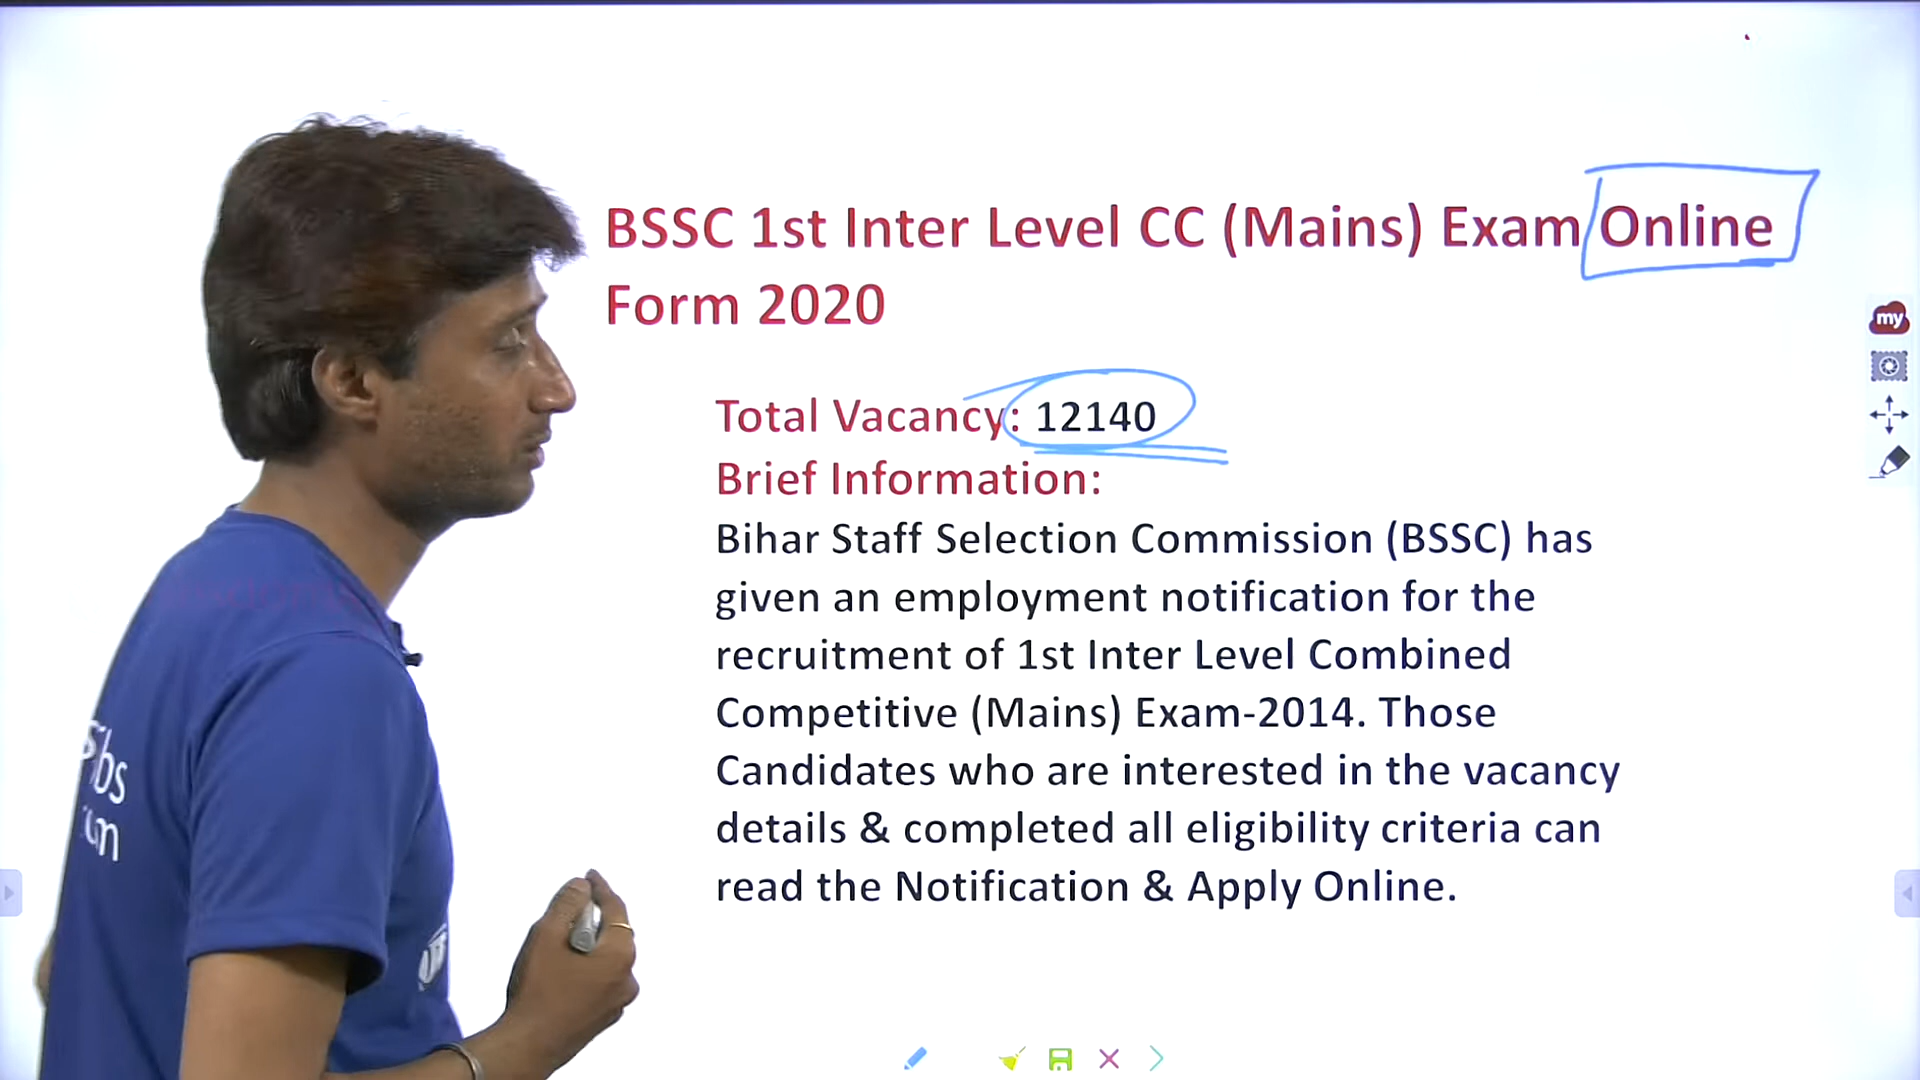 BSSC 1st Inter Level CC (Mains) Exam Online
Form 2020
Total Vacancy: 12140
Brief Information:
Bihar Staff Selection Commission (BSSC) has
given an employment notification for the
recruitment of 1st Inter Level Combined
Competitive (Mains) Exam-2014. Those
Candidates who are interested in the vacancy
details & completed all eligibility criteria can
read the Notification & Apply Online.
my